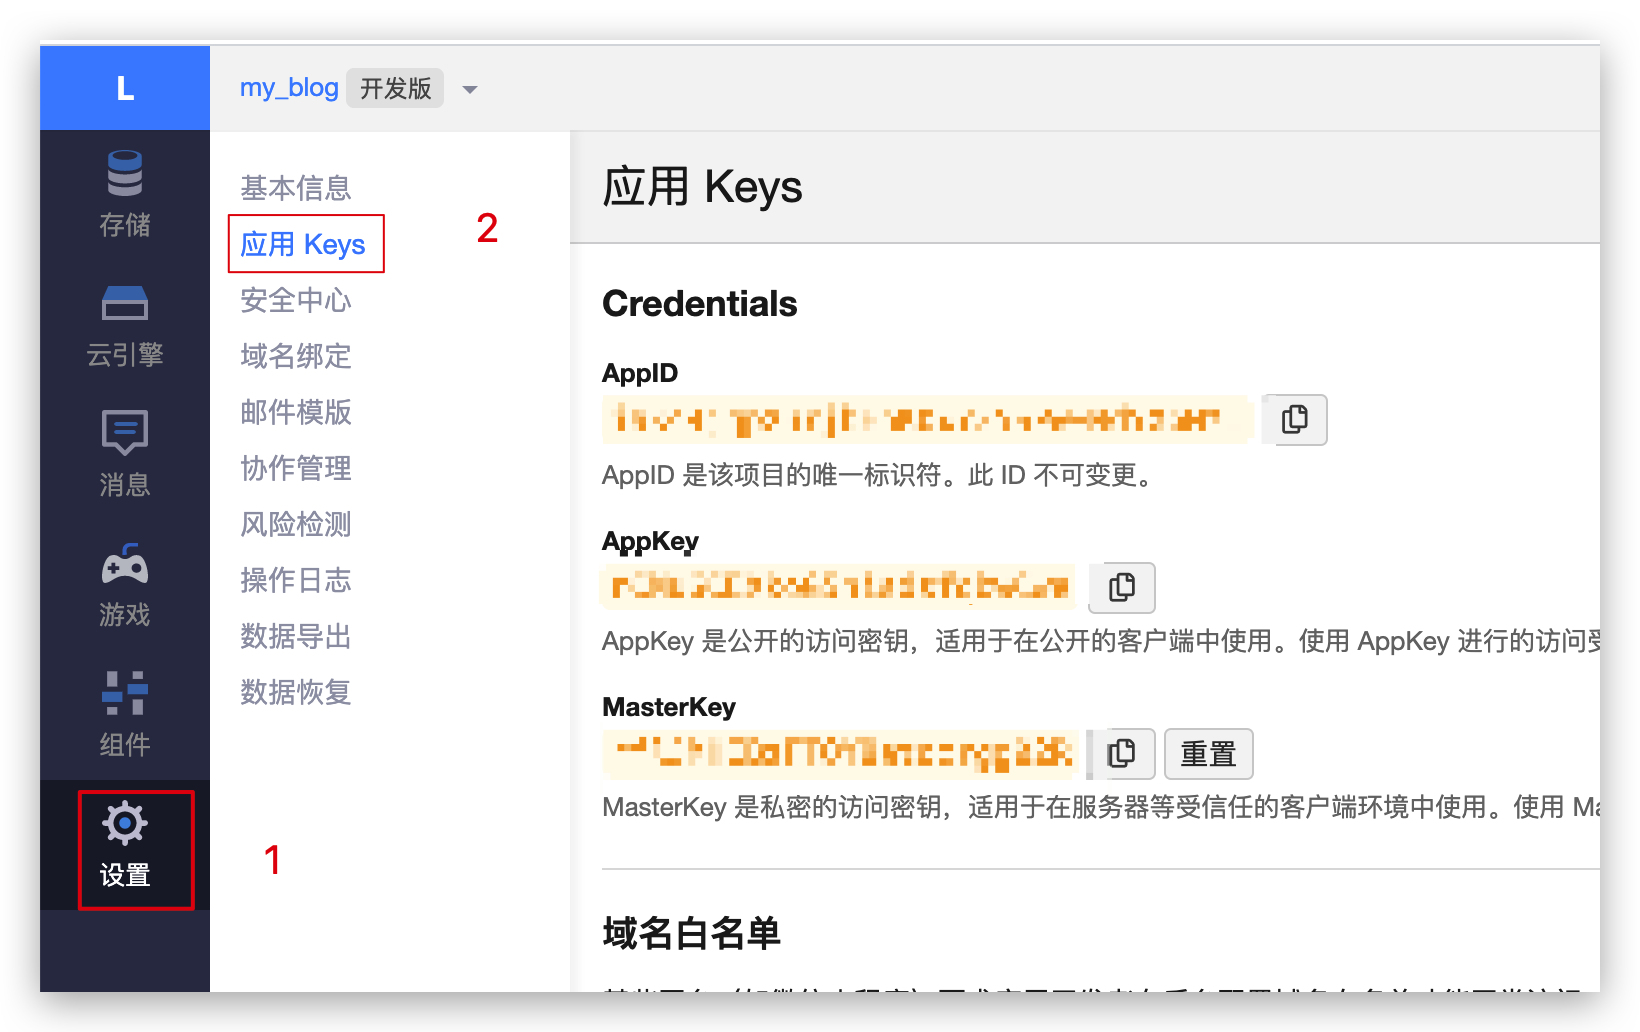 L
my_blog 开发版
存储
云引擎
消息
游戏
组件
设置
1
基本信息
应用 Keys
2
安全中心
域名绑定
邮件模版
协作管理
风险检测
操作日志
数据导出
数据恢复
应用 Keys
Credentials
AppID
AppID 是该项目的唯一标识符。此 ID 不可变更。
AppKey
AppKey 是公开的访问密钥，适用于在公开的客户端中使用。使用 AppKey 进行的访问受
MasterKey
重置
MasterKey 是私密的访问密钥，适用于在服务器等受信任的客户端环境中使用。使用 Ma
域名白名单